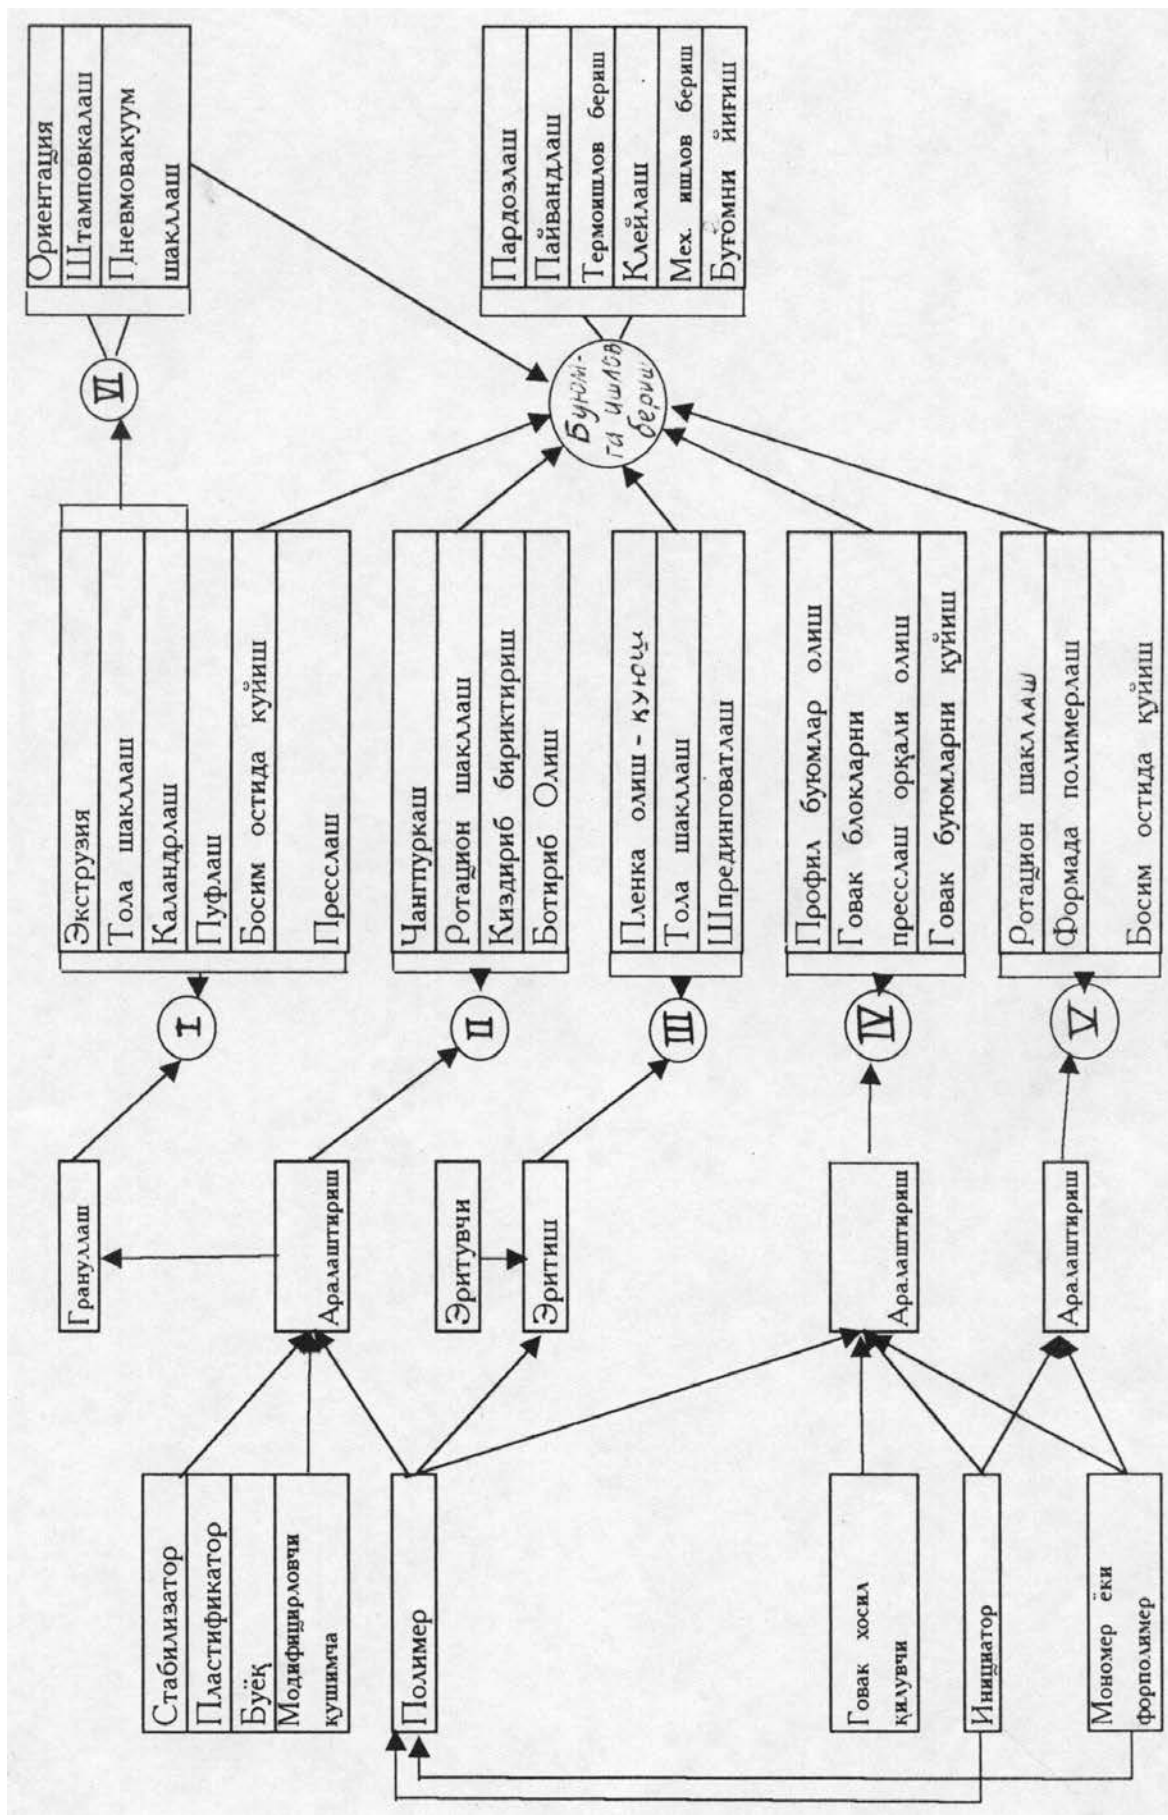 Стабилизатор
Пластификатор
Буёқ
Модифицирловчи
қушимча
Полимер
Говак хосил
қилувчи
Инициатор
Мономер ёки
форполимер
Грануллаш
Аралаштириш
Эритувчи
Эритиш
Аралаштириш
Аралаштириш
I
II
III
IV
V
Экструзия
Тола шакллаш
Каландрлаш
Пуфлаш
Босим остида куйиш
Пресслаш
Чангпуркаш
Ротацион шакллаш
Киздириб бириктириш
Ботириб Олиш
Пленка олиш - қуюш
Тола шакллаш
Шпрединговатлаш
Профил буюмлар олиш
Говак блокларни
пресслаш орқали олиш
Говак буюмларни қуйиш
Ротацион шакллаш
Формада полимерлаш
Босим остида куйиш
VI
Буюм-
га ишлов
бериш
Ориентация
Штамповкалаш
Пневмовакуум
шакллаш
Пардозлаш
Пайвандлаш
Термоишлов бериш
Клейлаш
Мех. ишлов бериш
Буғомни йиғиш